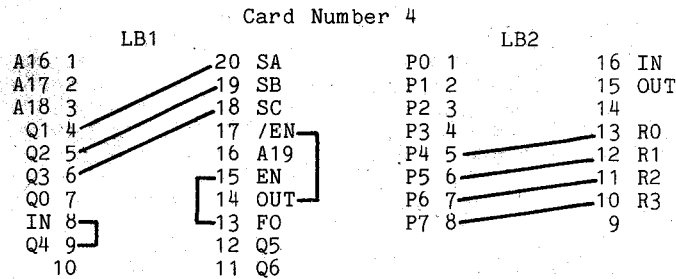 Card Number 4
LB1 LB2
A16 1 20 SA P0 1 16 IN
A17 2 19 SB P1 2 15 OUT
A18 3 18 SC P2 3 14
Q1 4 17 /EN P3 4 13 R0
Q2 5 16 A19 P4 5 12 R1
Q3 6 15 EN P5 6 11 R2
Q0 7 14 OUT P6 7 10 R3
IN 8 13 F0 P7 8 9
Q4 9 12 Q5
10 11 Q6